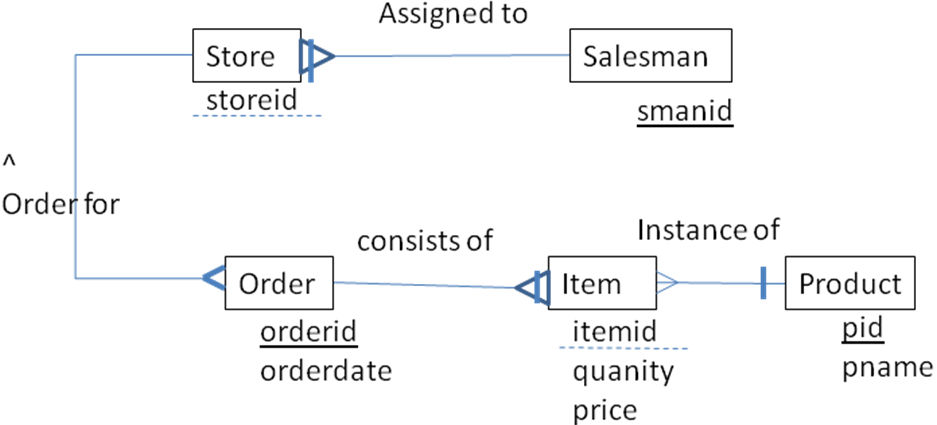 Assigned to
Store
Salesman
storeid
smanid
^
Order for
consists of
Instance of
Order
Item
Product
orderid
orderdate
itemid
quanity
price
pid
pname